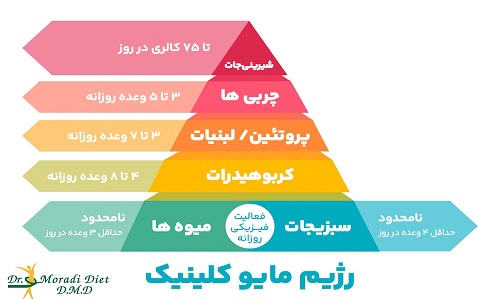 تا ۷۵ کالری در روز
شیرینی‌جات
چربی ها
۳ تا ۵ وعده روزانه
پروتئین/ لبنیات
۳ تا ۷ وعده روزانه
کربوهیدرات
۴ تا ۸ وعده روزانه
نامحدود
حداقل ۴ وعده در روز
سبزیجات
فعالیت
فیزیکی
روزانه
میوه ها
نامحدود
حداقل ۳ وعده در روز
رژیم مایو کلینیک
Dr. Moradi Diet
D.M.D